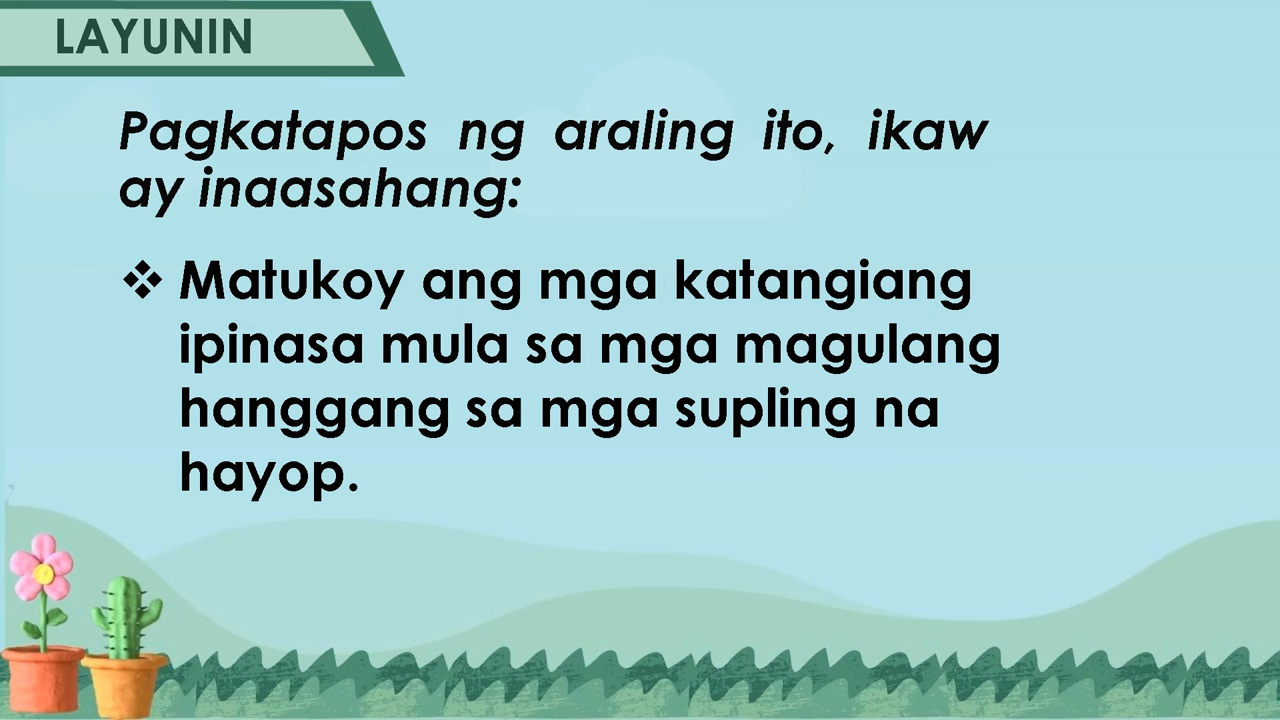 LAYUNIN
Pagkatapos ng araling ito, ikaw
ay inaasahang:
❖ Matukoy ang mga katangiang
ipinasa mula sa mga magulang
hanggang sa mga supling na
hayop.